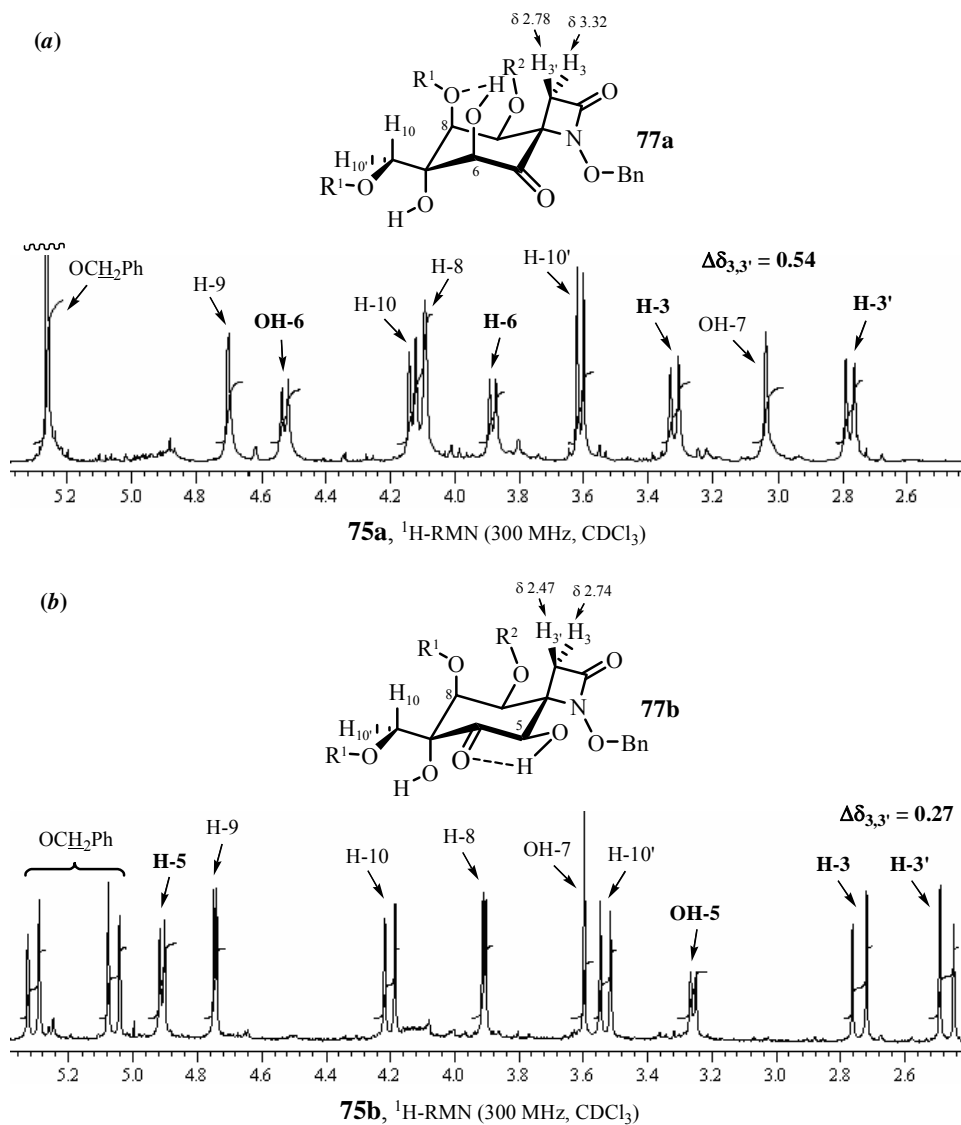 (a)
δ 2.78 δ 3.32
H3' H3
R² O
R¹ O H O
8
O
H10
N 77a
H10'
O–Bn
R¹ O
6
O
H–O
OCH2Ph
H-9
OH-6
H-10
H-8
H-6
H-10'
Δδ3,3' = 0.54
H-3
OH-7
H-3'
5.2 5.0 4.8 4.6 4.4 4.2 4.0 3.8 3.6 3.4 3.2 3.0 2.8 2.6
75a, ¹H-RMN (300 MHz, CDCl3)
(b)
δ 2.47 δ 2.74
H3' H3
R² O
R¹ O O
8
H10
5
N 77b
H10'
O
O–Bn
R¹ O
H–O
O H
OCH2Ph
H-5
H-9
H-10
H-8
OH-7
H-10'
OH-5
Δδ3,3' = 0.27
H-3
H-3'
5.2 5.0 4.8 4.6 4.4 4.2 4.0 3.8 3.6 3.4 3.2 3.0 2.8 2.6
75b, ¹H-RMN (300 MHz, CDCl3)